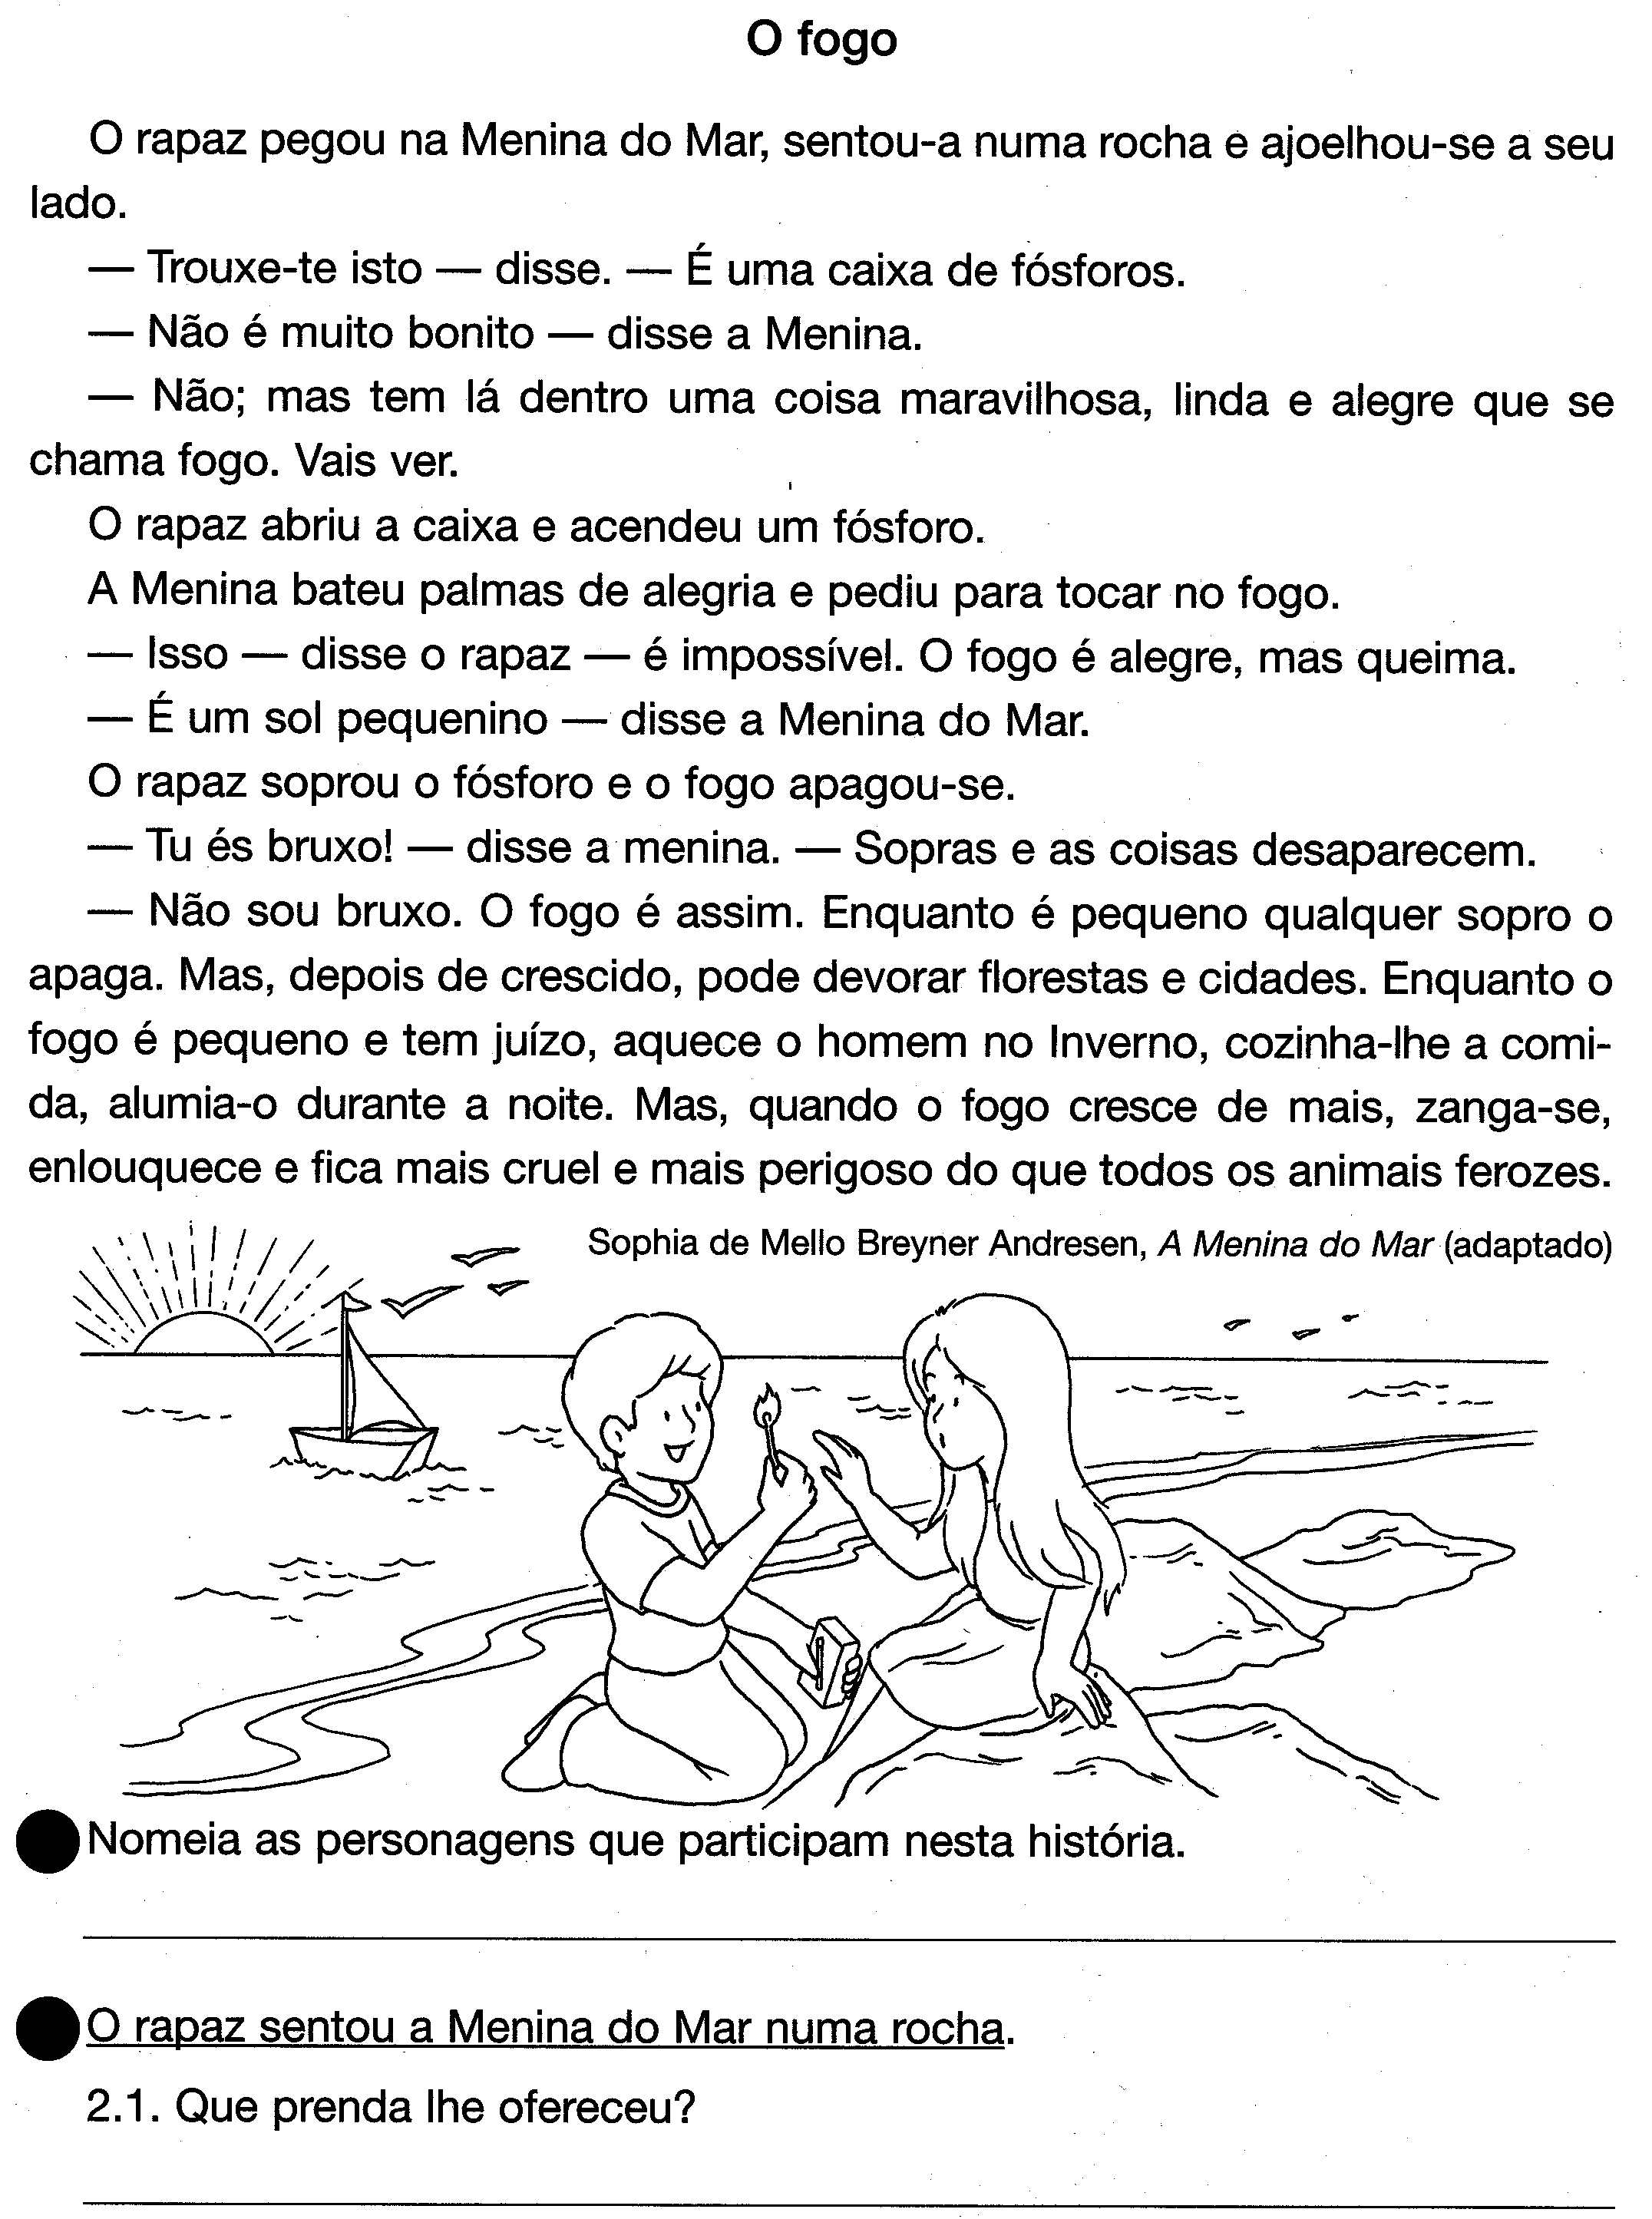 O fogo
O rapaz pegou na Menina do Mar, sentou-a numa rocha e ajoelhou-se a seu
lado.
— Trouxe-te isto — disse. — É uma caixa de fósforos.
— Não é muito bonito — disse a Menina.
— Não; mas tem lá dentro uma coisa maravilhosa, linda e alegre que se
chama fogo. Vais ver.
O rapaz abriu a caixa e acendeu um fósforo.
A Menina bateu palmas de alegria e pediu para tocar no fogo.
— Isso — disse o rapaz — é impossível. O fogo é alegre, mas queima.
— É um sol pequenino — disse a Menina do Mar.
O rapaz soprou o fósforo e o fogo apagou-se.
— Tu és bruxo! — disse a menina. — Sopras e as coisas desaparecem.
— Não sou bruxo. O fogo é assim. Enquanto é pequeno qualquer sopro o
apaga. Mas, depois de crescido, pode devorar florestas e cidades. Enquanto o
fogo é pequeno e tem juízo, aquece o homem no Inverno, cozinha-lhe a comi-
da, alumia-o durante a noite. Mas, quando o fogo cresce de mais, zanga-se,
enlouquece e fica mais cruel e mais perigoso do que todos os animais ferozes.
Sophia de Mello Breyner Andresen, A Menina do Mar (adaptado)
Nomeia as personagens que participam nesta história.
O rapaz sentou a Menina do Mar numa rocha.
2.1. Que prenda lhe ofereceu?